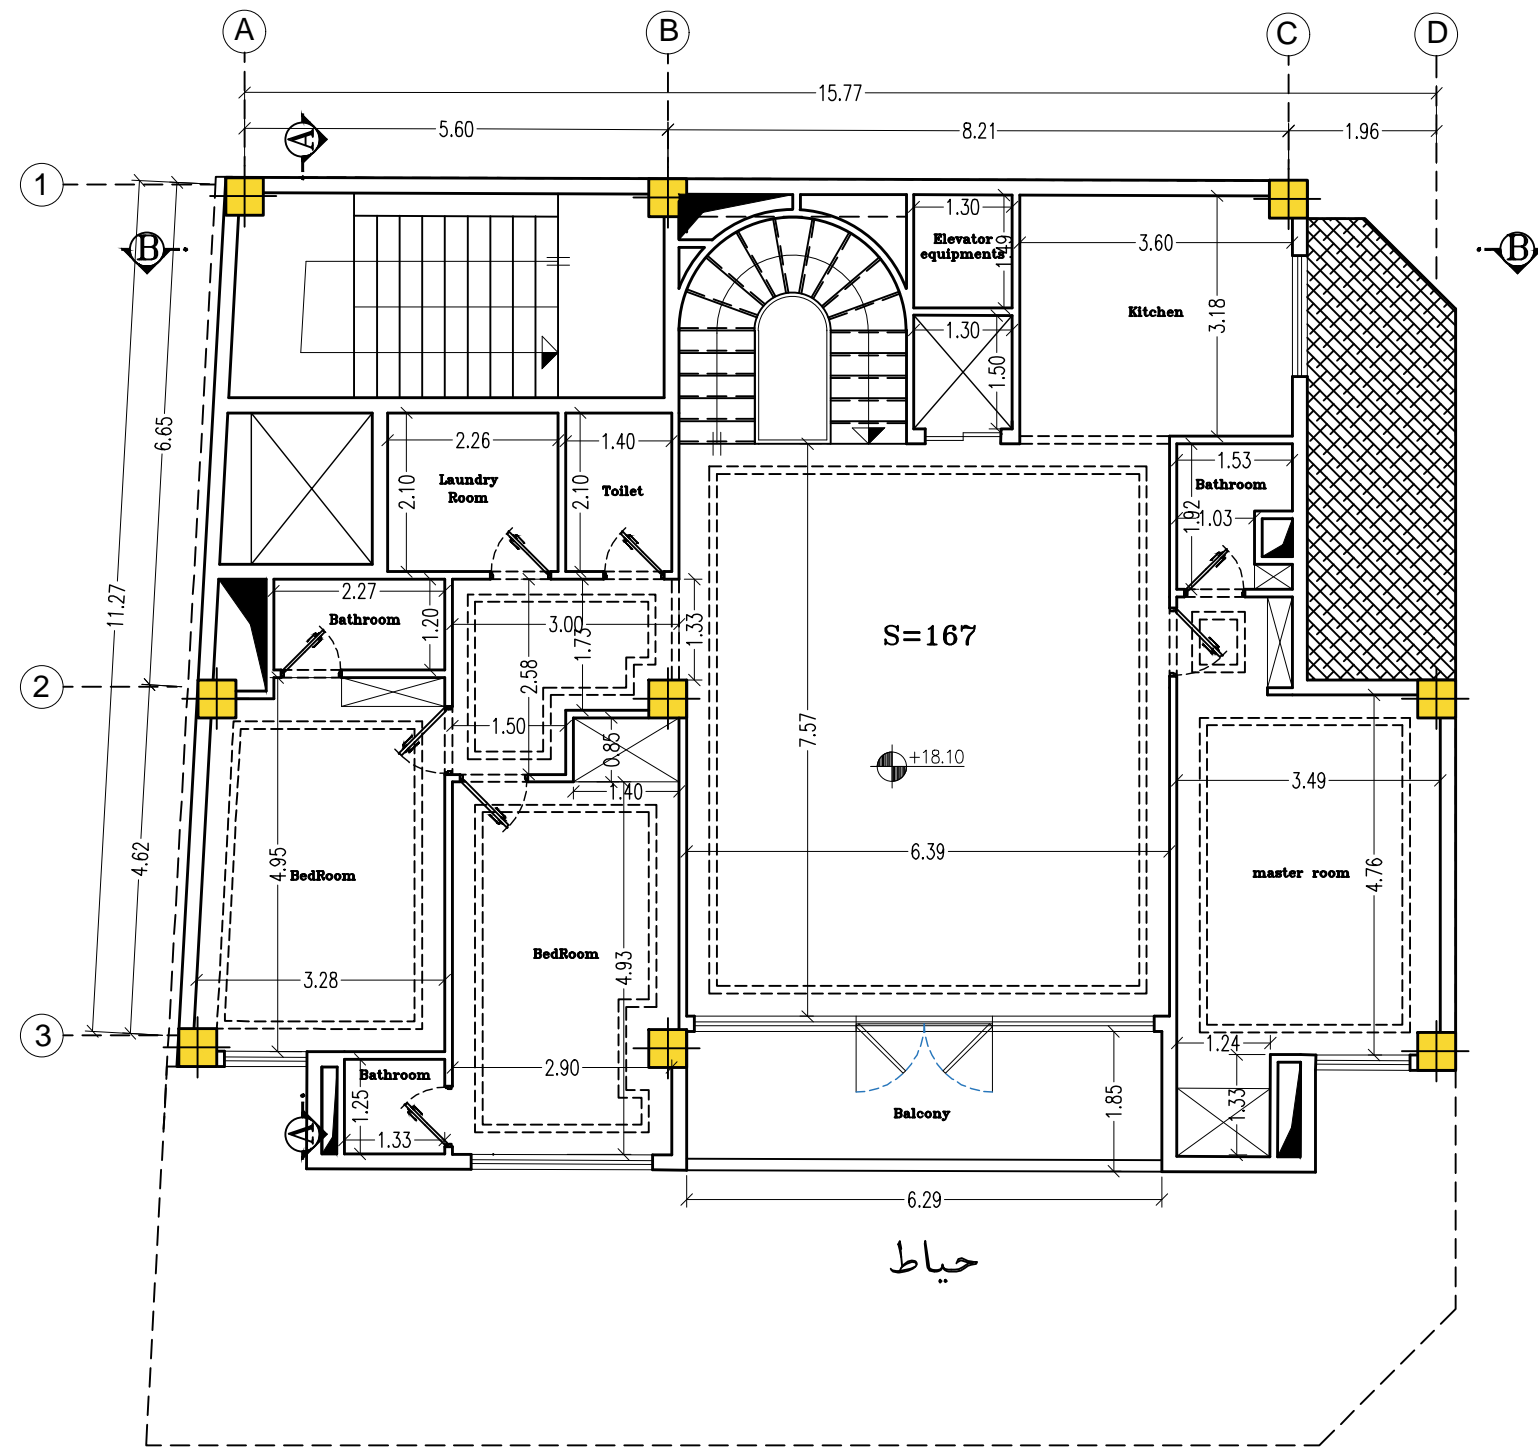 A
B
C
D
15.77
5.60
8.21
1.96
A
1
B
B
1.30
Elevator
equipments
1.49
3.60
Kitchen
3.18
1.30
1.50
6.65
2.26
1.40
2.10
Laundry
Room
2.10
Toilet
1.53
Bathroom
1.92
1.03
11.27
2.27
Bathroom
1.20
3.00
1.73
1.33
S=167
2
2.58
1.50
0.85
1.40
7.57
+18.10
3.49
4.62
4.95
BedRoom
6.39
master room
4.76
BedRoom
4.93
3.28
3
1.24
Bathroom
2.90
1.25
1.33
A
Balcony
1.85
1.33
6.29
حياط